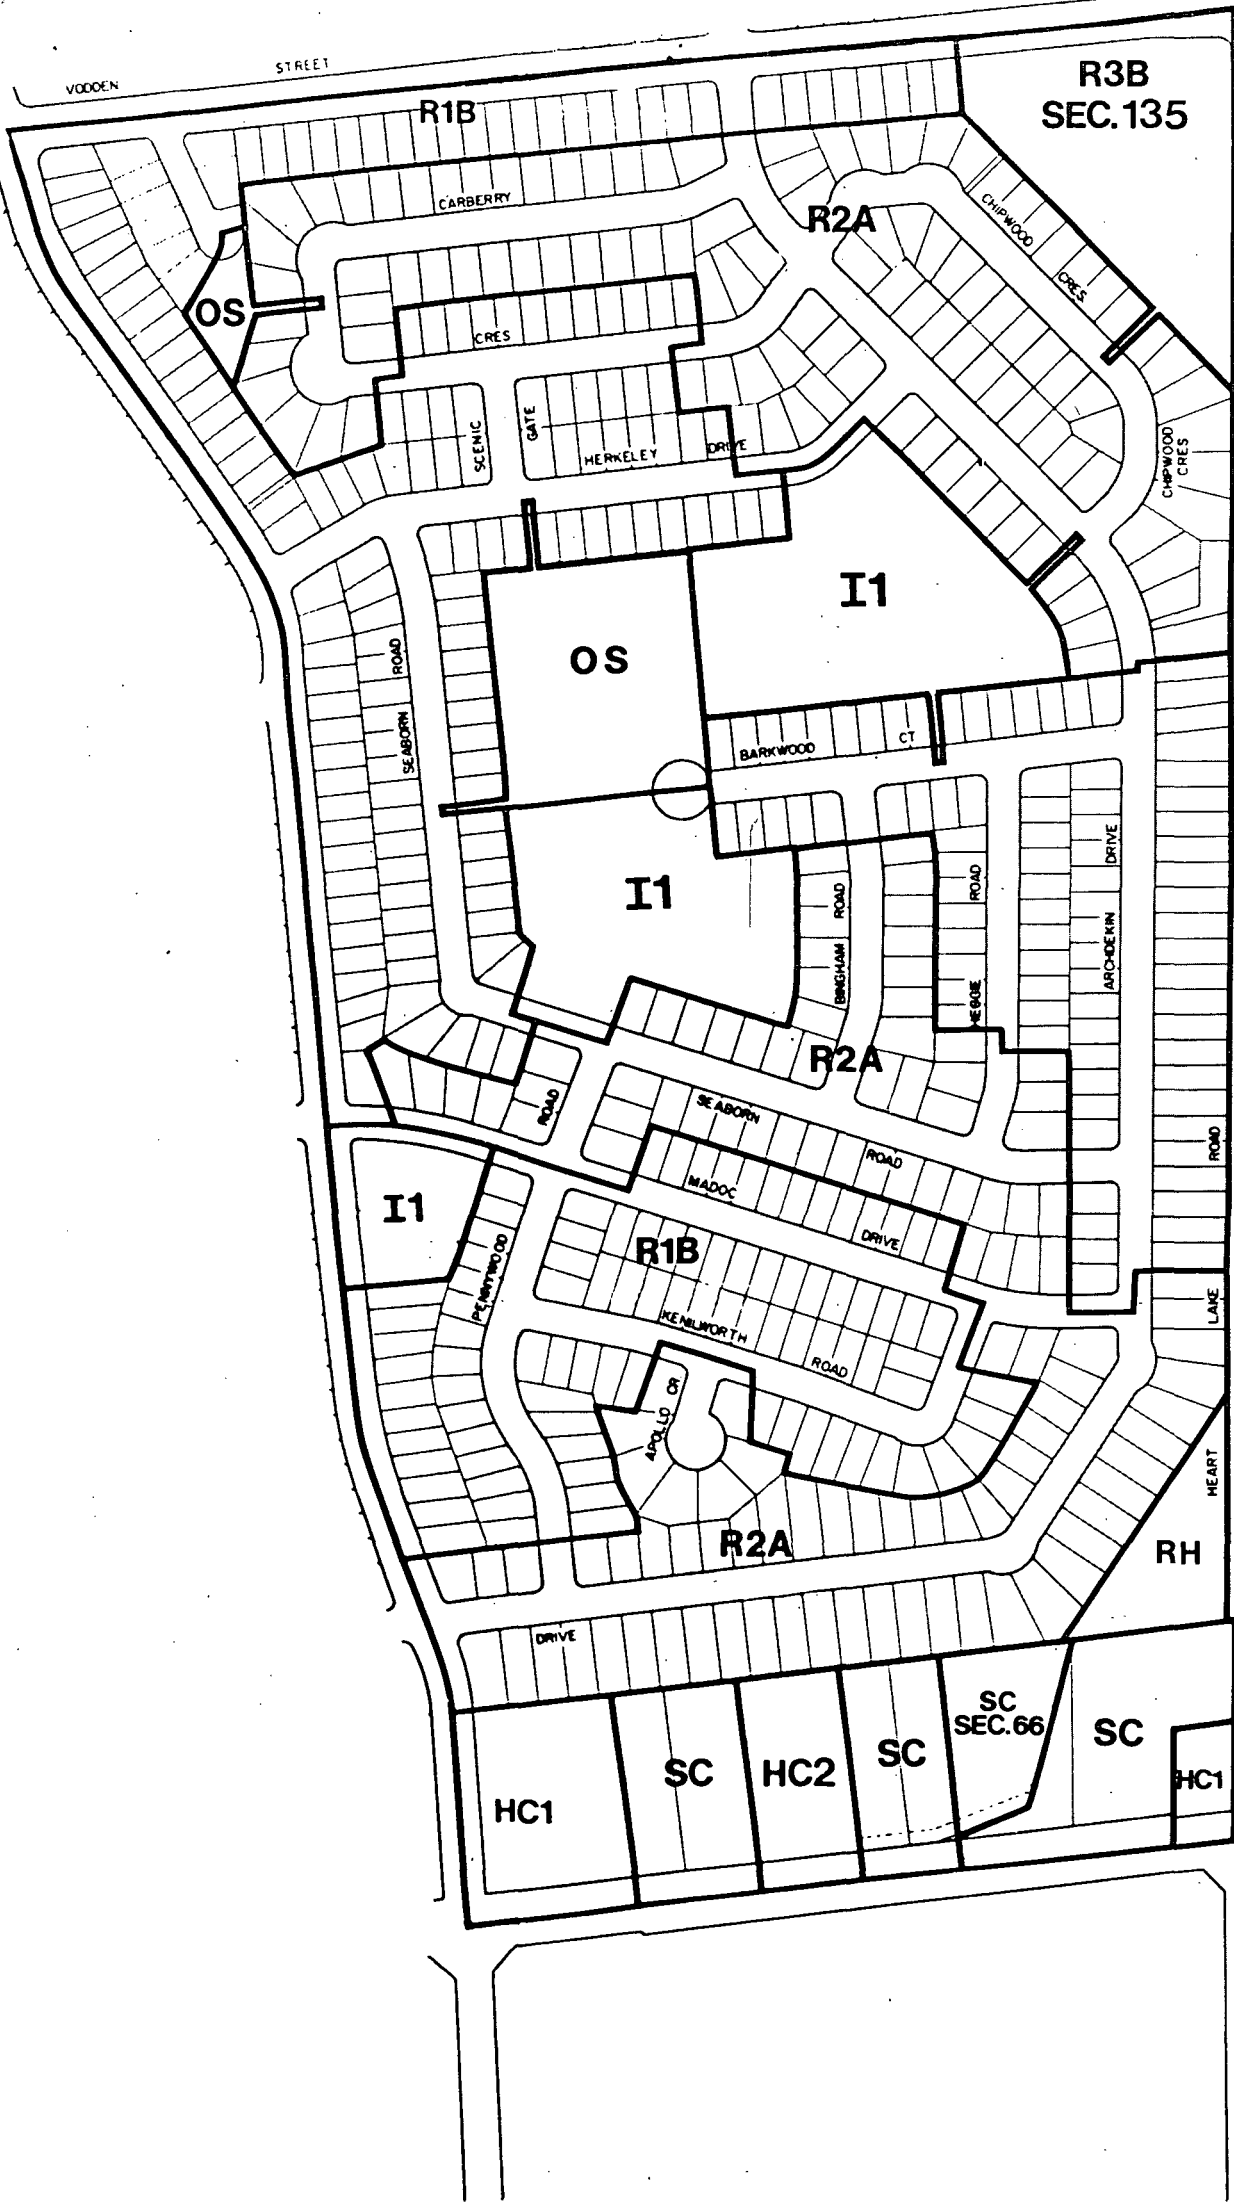 VODDEN
STREET
R1B
R3B
SEC.135
CARBERRY
R2A
CHIPWOOD
CRES
OS
CRES
SCENIC
GATE
HERKELEY
DRIVE
CHIPWOOD
CRES
I1
OS
ROAD
SEABORN
BARKWOOD
CT
I1
ROAD
BINGHAM
ROAD
HEGGIE
DRIVE
ARCHDEKIN
R2A
ROAD
SEABORN
ROAD
ROAD
I1
MADOC
DRIVE
R1B
PENNYWOOD
KENILWORTH
ROAD
LAKE
APOLLO CR
HEART
R2A
RH
DRIVE
SC
SEC.66
SC
SC
HC2
SC
HC1
HC1